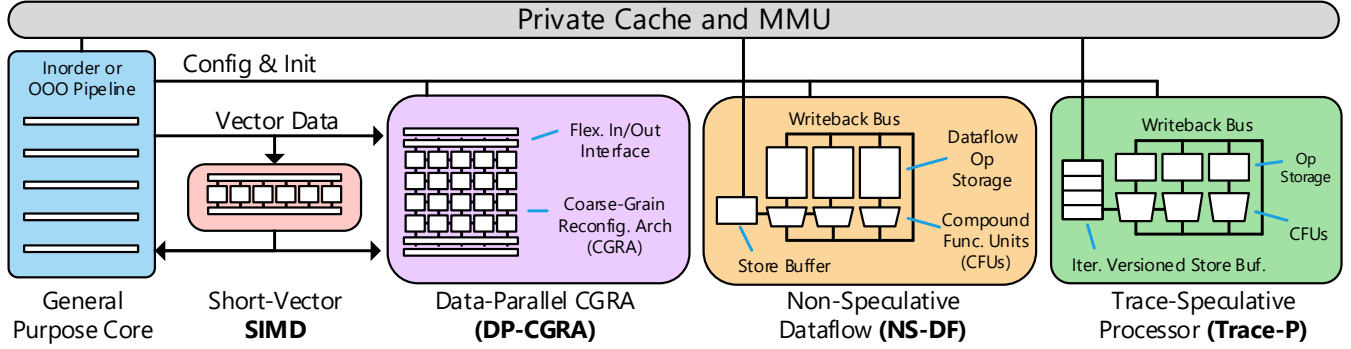 Private Cache and MMU
Inorder or
OOO Pipeline
Config & Init
Vector Data
Flex. In/Out
Interface
Coarse-Grain
Reconfig. Arch
(CGRA)
Writeback Bus
Dataflow
Op
Storage
Compound
Func. Units
(CFUs)
Store Buffer
Writeback Bus
Op
Storage
CFUs
Iter. Versioned Store Buf.
General
Purpose Core
Short-Vector
SIMD
Data-Parallel CGRA
(DP-CGRA)
Non-Speculative
Dataflow (NS-DF)
Trace-Speculative
Processor (Trace-P)